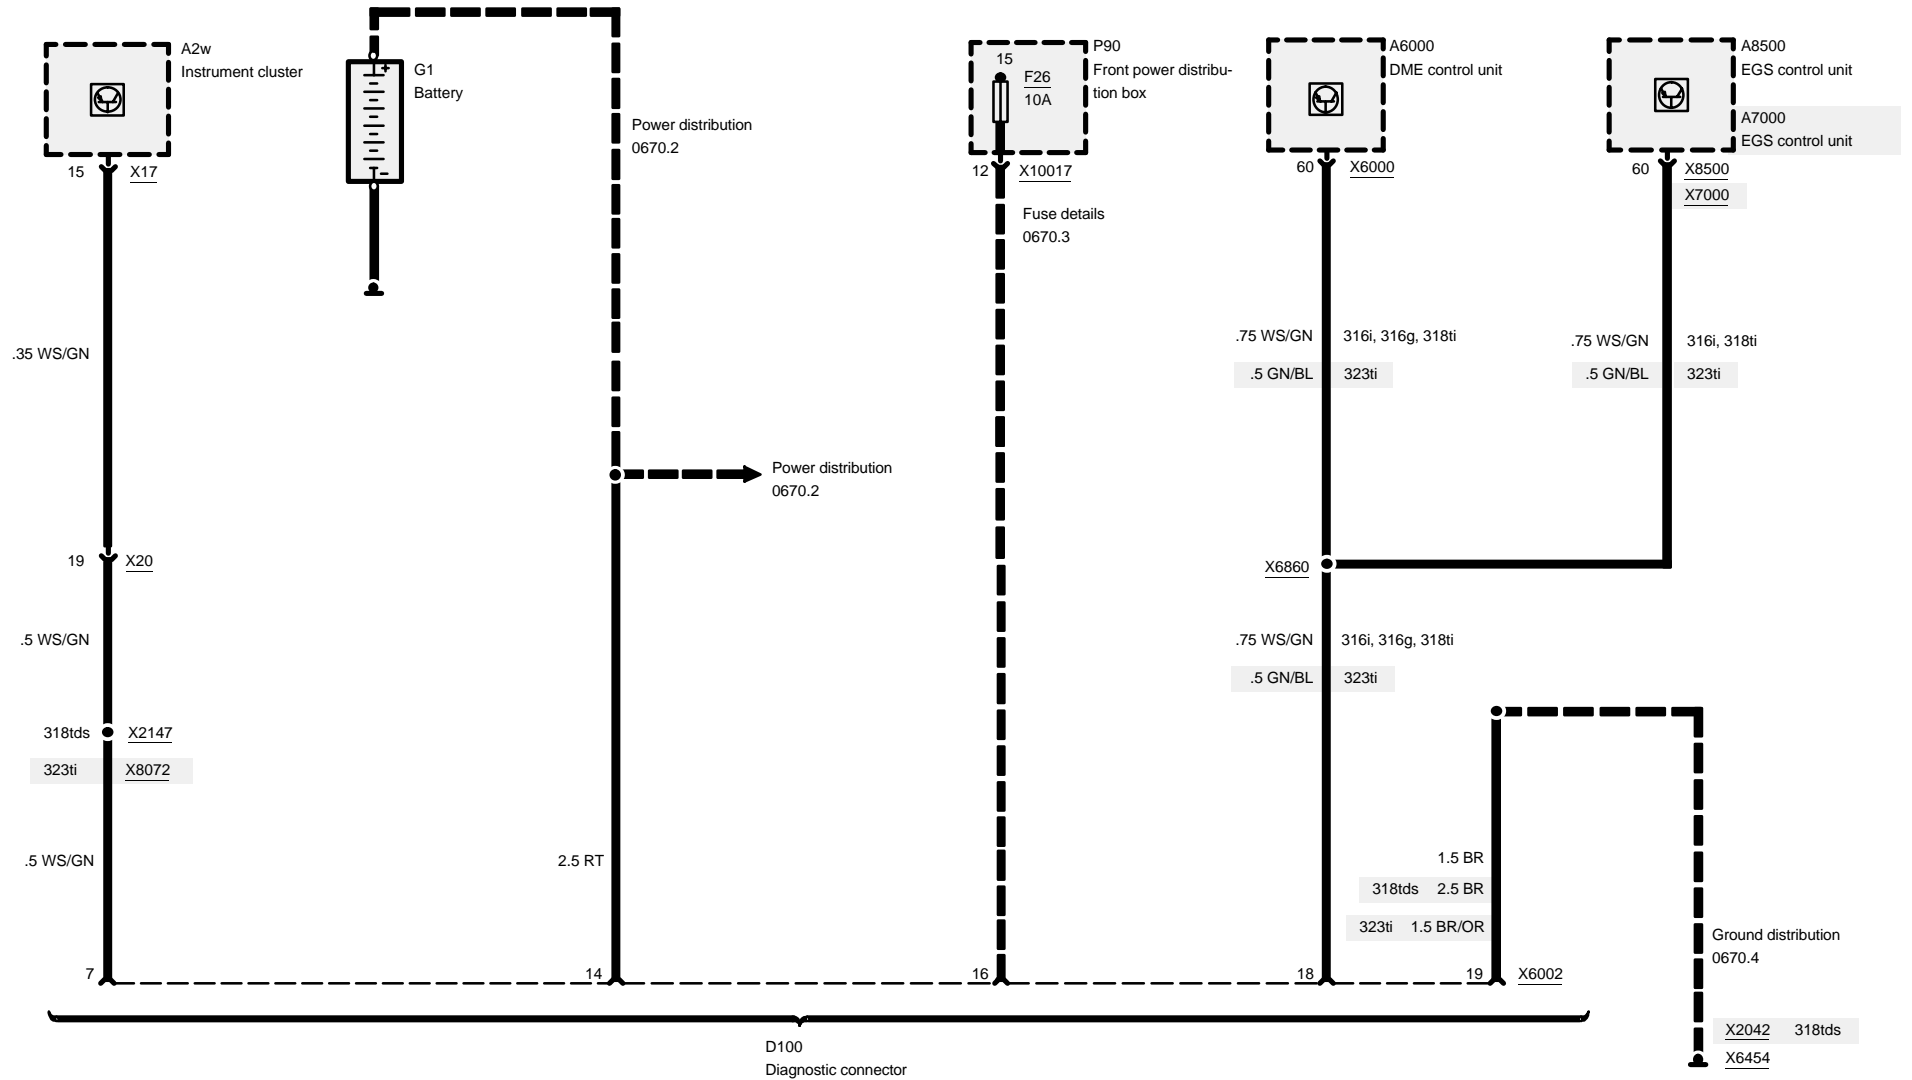 A2w
Instrument cluster
15
X17
.35 WS/GN
19
X20
.5 WS/GN
318tds
X2147
323ti
X8072
.5 WS/GN
7
+
-
G1
Battery
Power distribution
0670.2
Power distribution
0670.2
2.5 RT
14
P90
Front power distribu-
tion box
15
F26
10A
12
X10017
Fuse details
0670.3
16
A6000
DME control unit
60
X6000
.75 WS/GN
316i, 316g, 318ti
.5 GN/BL
323ti
X6860
.75 WS/GN
316i, 316g, 318ti
.5 GN/BL
323ti
18
A8500
EGS control unit
A7000
EGS control unit
60
X8500
X7000
.75 WS/GN
316i, 318ti
.5 GN/BL
323ti
1.5 BR
318tds
2.5 BR
323ti
1.5 BR/OR
19
X6002
Ground distribution
0670.4
X2042
318tds
X6454
D100
Diagnostic connector